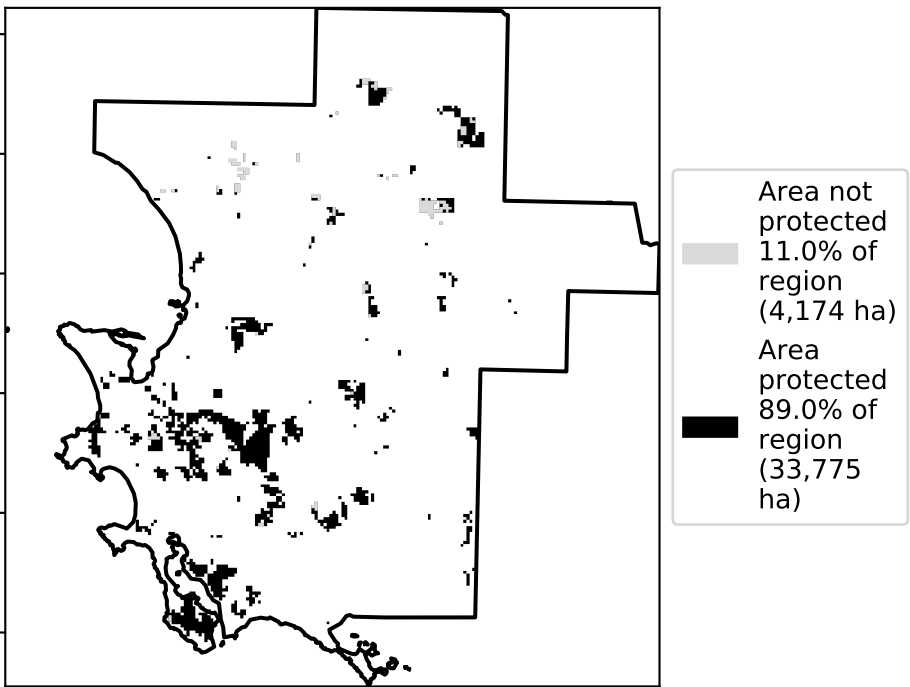 Area not
protected
11.0% of
region
(4,174 ha)
Area
protected
89.0% of
region
(33,775
ha)